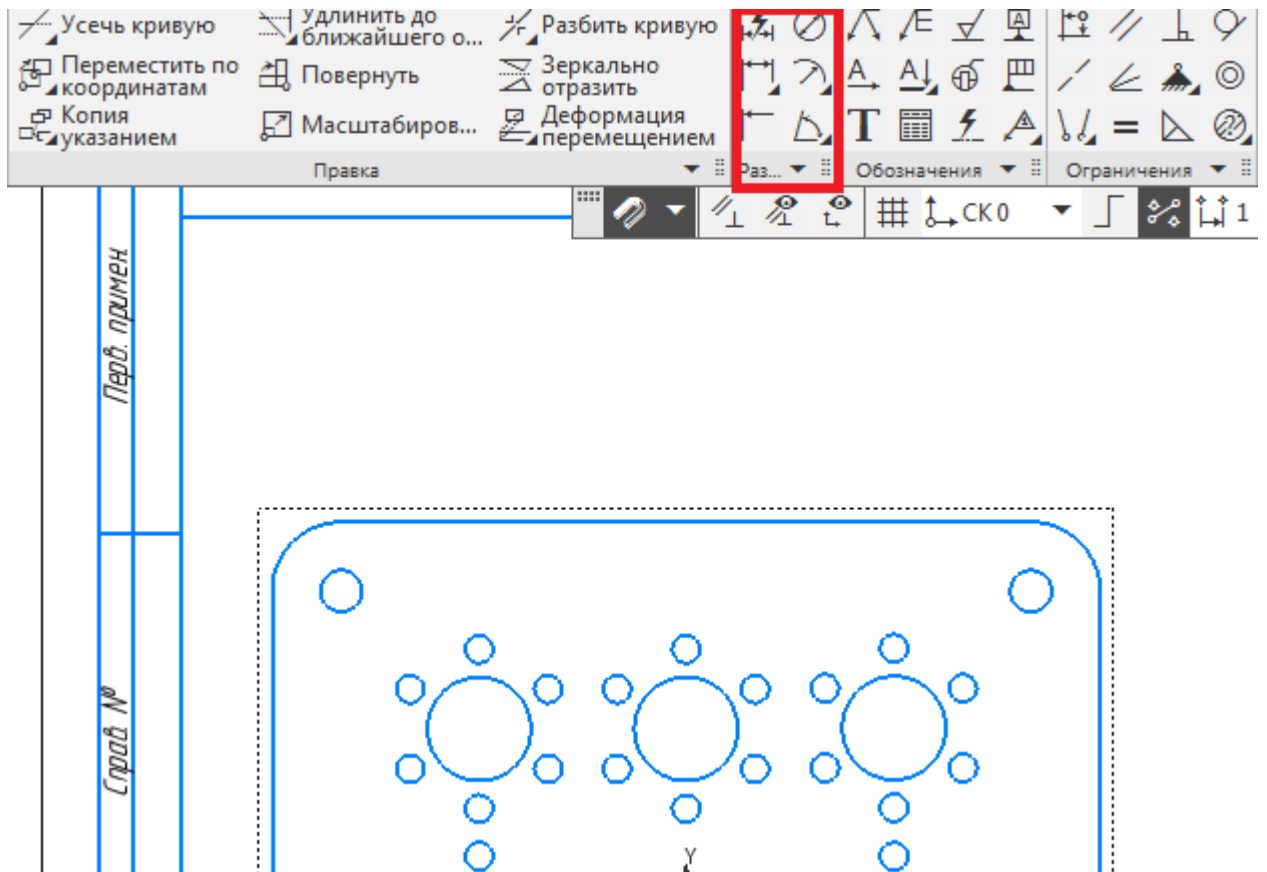 Усечь кривую
Удлинить до
ближайшего о...
Разбить кривую
Переместить по
координатам
Повернуть
Зеркально
отразить
Копия
указанием
Масштабиров...
Деформация
перемещением
A
E
A
A
A
T
A
Правка
Раз...
Обозначения
Ограничения
СК 0
1
Перв. примен.
Справ. №
Y